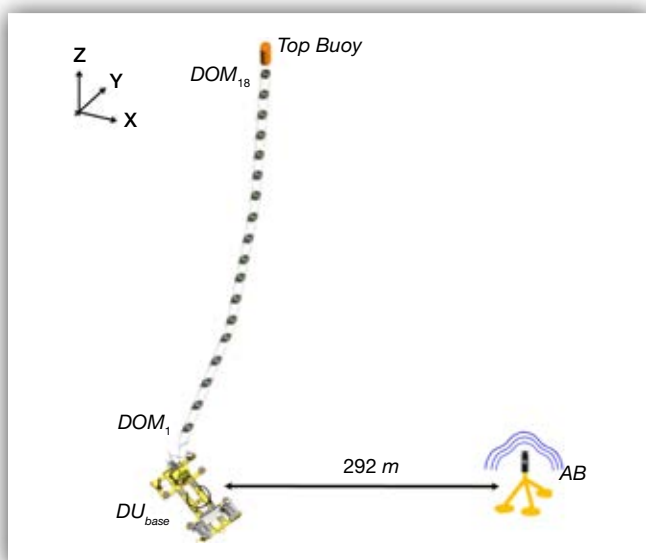 Top Buoy
Z
DOM18
Y
X
DOM1
292 m
AB
DUbase